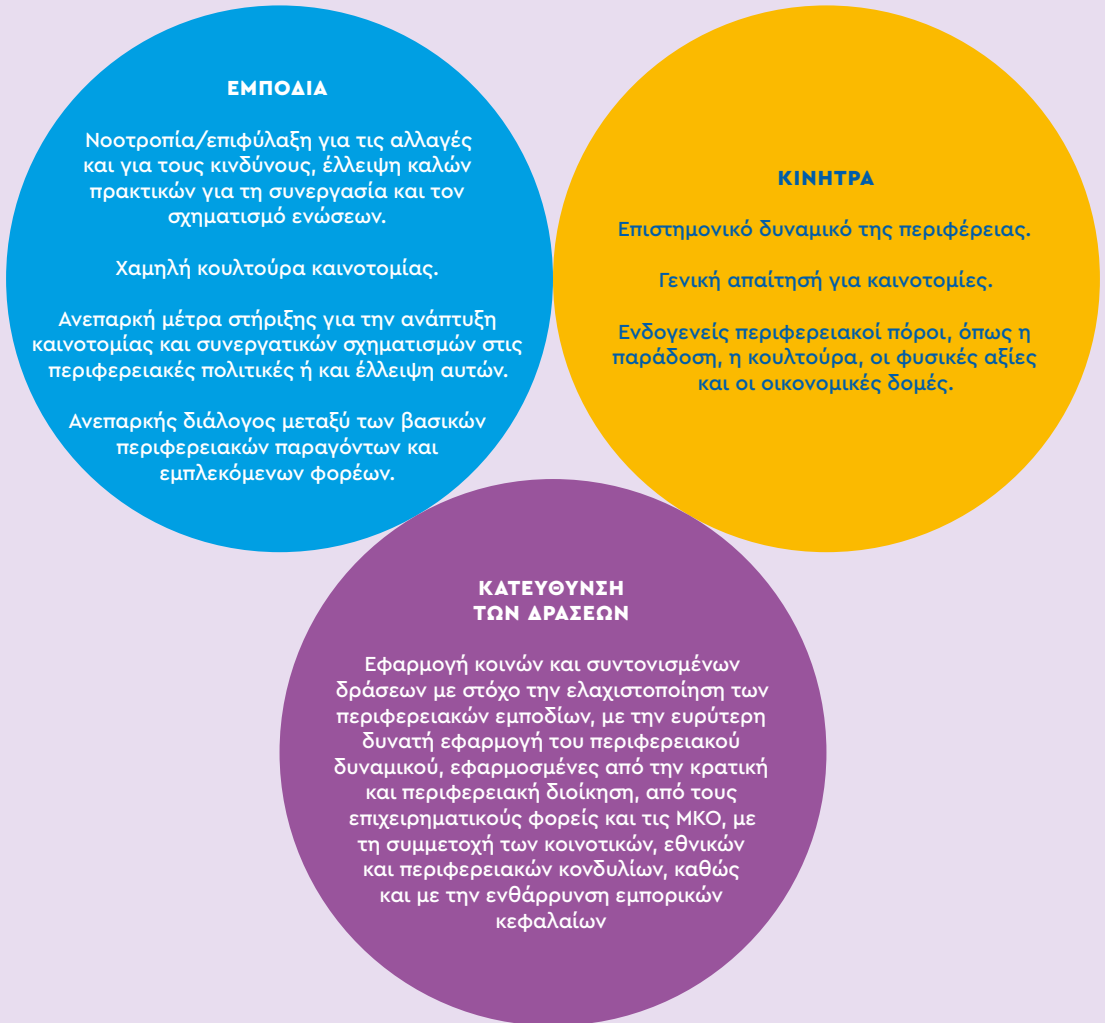 ΕΜΠΟΔΙΑ
Νοοτροπία/επιφύλαξη για τις αλλαγές
και για τους κινδύνους, έλλειψη καλών
πρακτικών για τη συνεργασία και τον
σχηματισμό ενώσεων.
Χαμηλή κουλτούρα καινοτομίας.
Ανεπαρκή μέτρα στήριξης για την ανάπτυξη
καινοτομίας και συνεργατικών σχηματισμών στις
περιφερειακές πολιτικές ή και έλλειψη αυτών.
Ανεπαρκής διάλογος μεταξύ των βασικών
περιφερειακών παραγόντων και
εμπλεκόμενων φορέων.
ΚΙΝΗΤΡΑ
Επιστημονικό δυναμικό της περιφέρειας.
Γενική απαίτησή για καινοτομίες.
Ενδογενείς περιφερειακοί πόροι, όπως η
παράδοση, η κουλτούρα, οι φυσικές αξίες
και οι οικονομικές δομές.
ΚΑΤΕΥΘΥΝΣΗ
ΤΩΝ ΔΡΑΣΕΩΝ
Εφαρμογή κοινών και συντονισμένων
δράσεων με στόχο την ελαχιστοποίηση των
περιφερειακών εμποδίων, με την ευρύτερη
δυνατή εφαρμογή του περιφερειακού
δυναμικού, εφαρμοσμένες από την κρατική
και περιφερειακή διοίκηση, από τους
επιχειρηματικούς φορείς και τις ΜΚΟ, με
τη συμμετοχή των κοινοτικών, εθνικών
και περιφερειακών κονδυλίων, καθώς
και με την ενθάρρυνση εμπορικών
κεφαλαίων